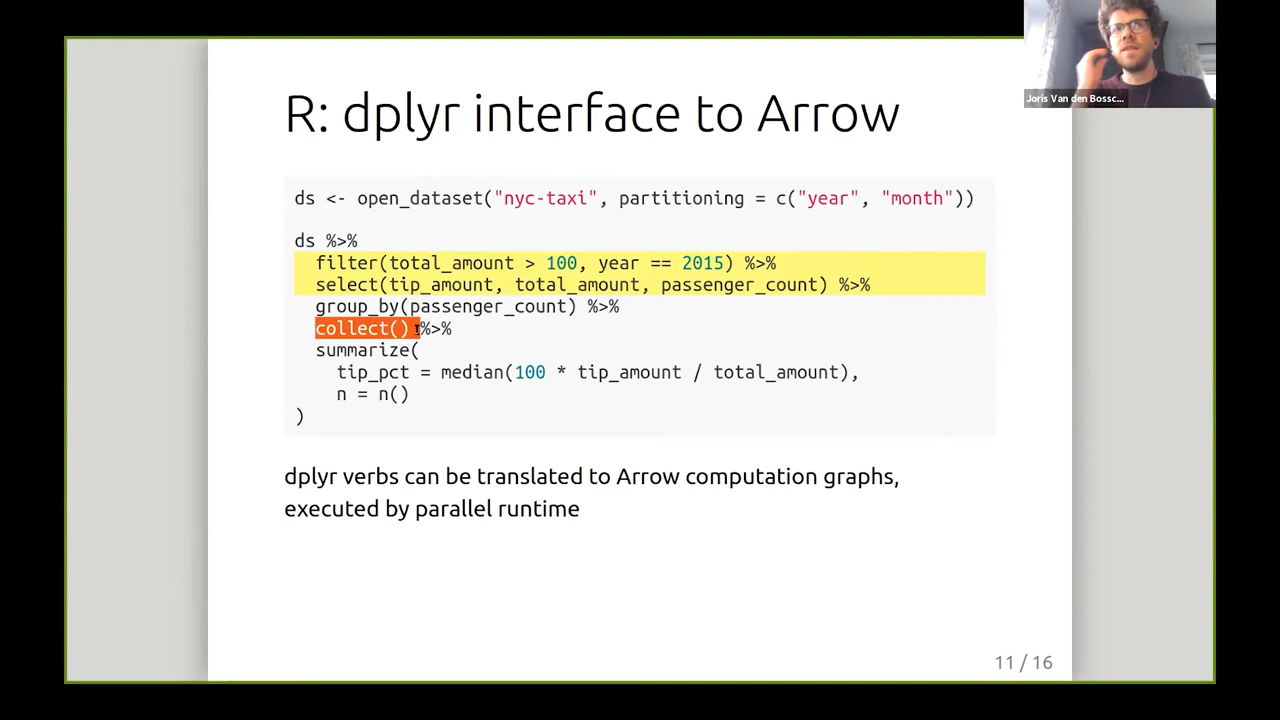 R: dplyr interface to Arrow
Joris Van den Bossc...
ds <- open_dataset("nyc-taxi", partitioning = c("year", "month"))
ds %>%
  filter(total_amount > 100, year == 2015) %>%
  select(tip_amount, total_amount, passenger_count) %>%
  group_by(passenger_count) %>%
  collect() %>%
  summarize(
    tip_pct = median(100 * tip_amount / total_amount),
    n = n()
)
dplyr verbs can be translated to Arrow computation graphs,
executed by parallel runtime
11 / 16